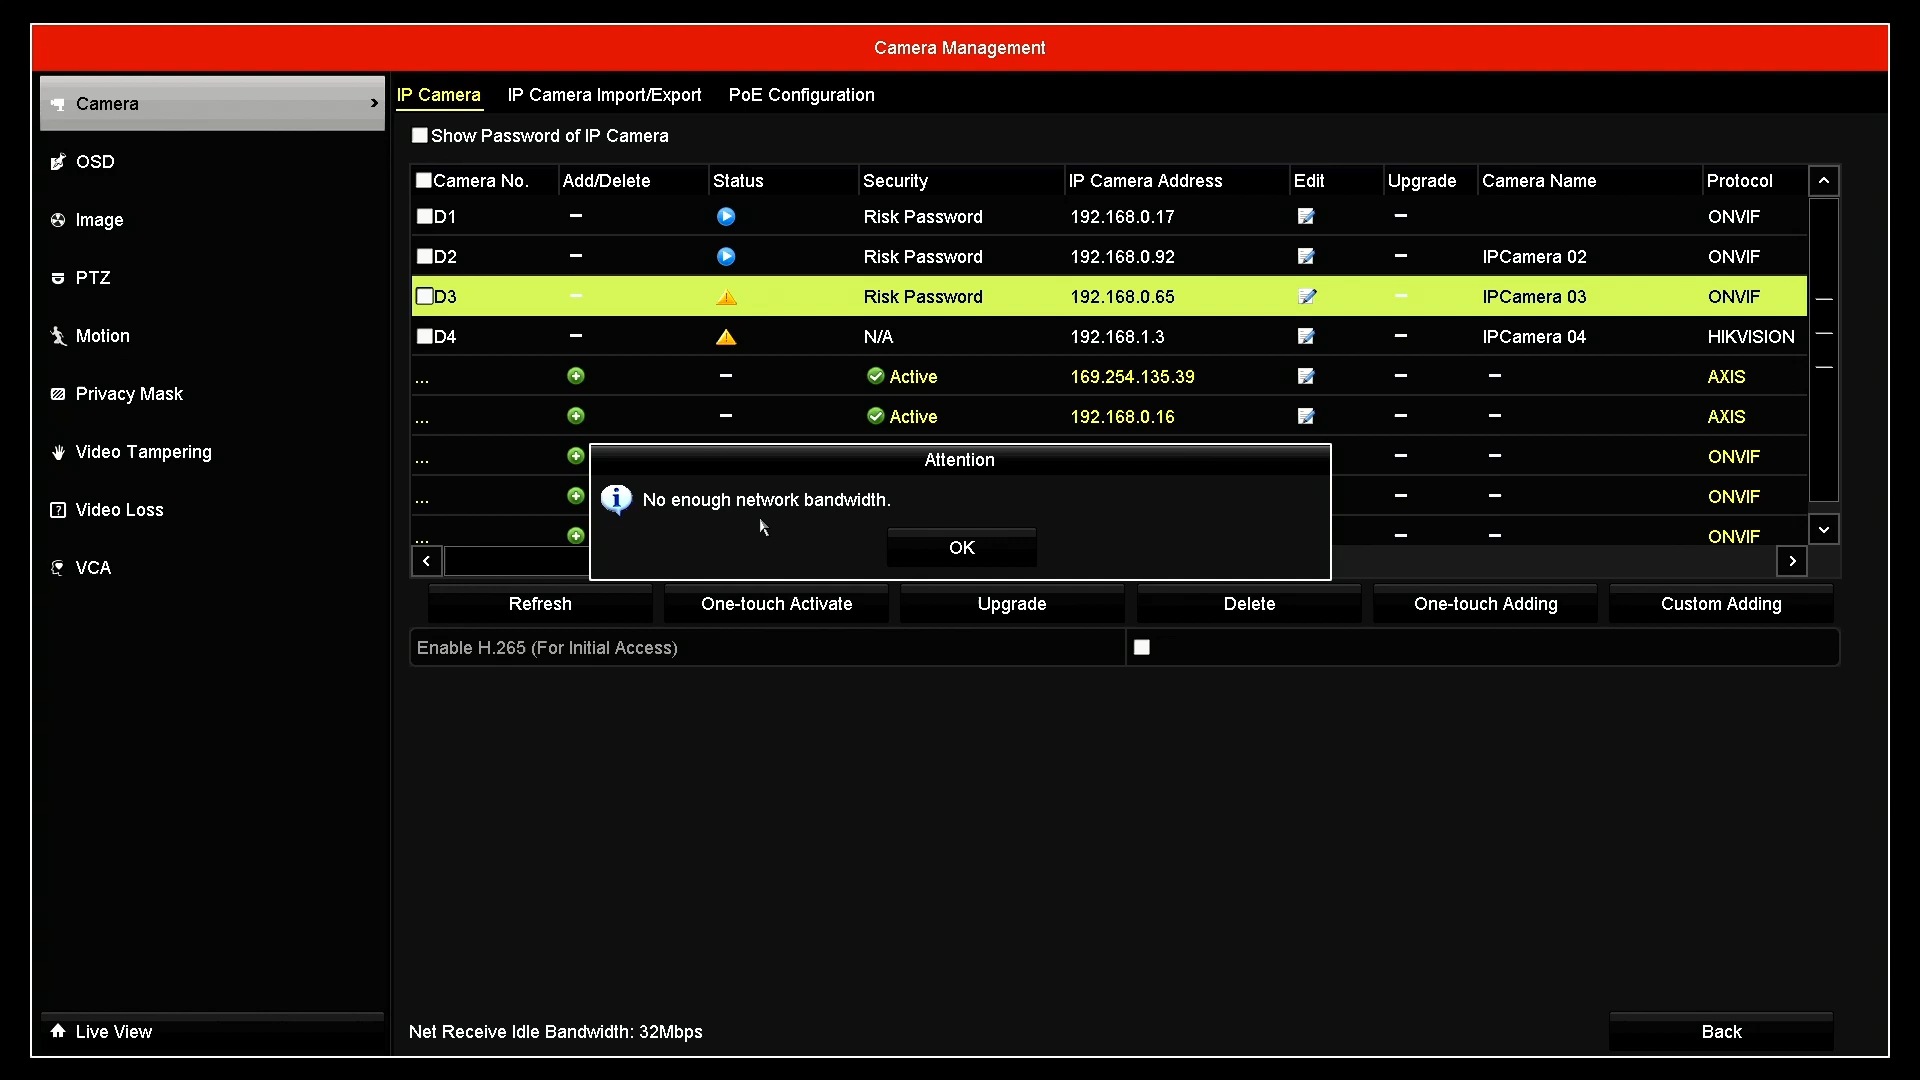 Camera Management
Camera
OSD
Image
PTZ
Motion
Privacy Mask
Video Tampering
Video Loss
VCA
Live View
IP Camera IP Camera Import/Export PoE Configuration
Show Password of IP Camera
Camera No. Add/Delete Status Security IP Camera Address Edit Upgrade Camera Name Protocol
D1 — Risk Password 192.168.0.17 — ONVIF
D2 — Risk Password 192.168.0.92 — IPCamera 02 ONVIF
D3 — Risk Password 192.168.0.65 — IPCamera 03 ONVIF
D4 — N/A 192.168.1.3 — IPCamera 04 HIKVISION
... — Active 169.254.135.39 — — AXIS
... — Active 192.168.0.16 — — AXIS
... — — ONVIF
... — — ONVIF
... — — ONVIF
Attention
No enough network bandwidth.
OK
Refresh One-touch Activate Upgrade Delete One-touch Adding Custom Adding
Enable H.265 (For Initial Access)
Net Receive Idle Bandwidth: 32Mbps
Back